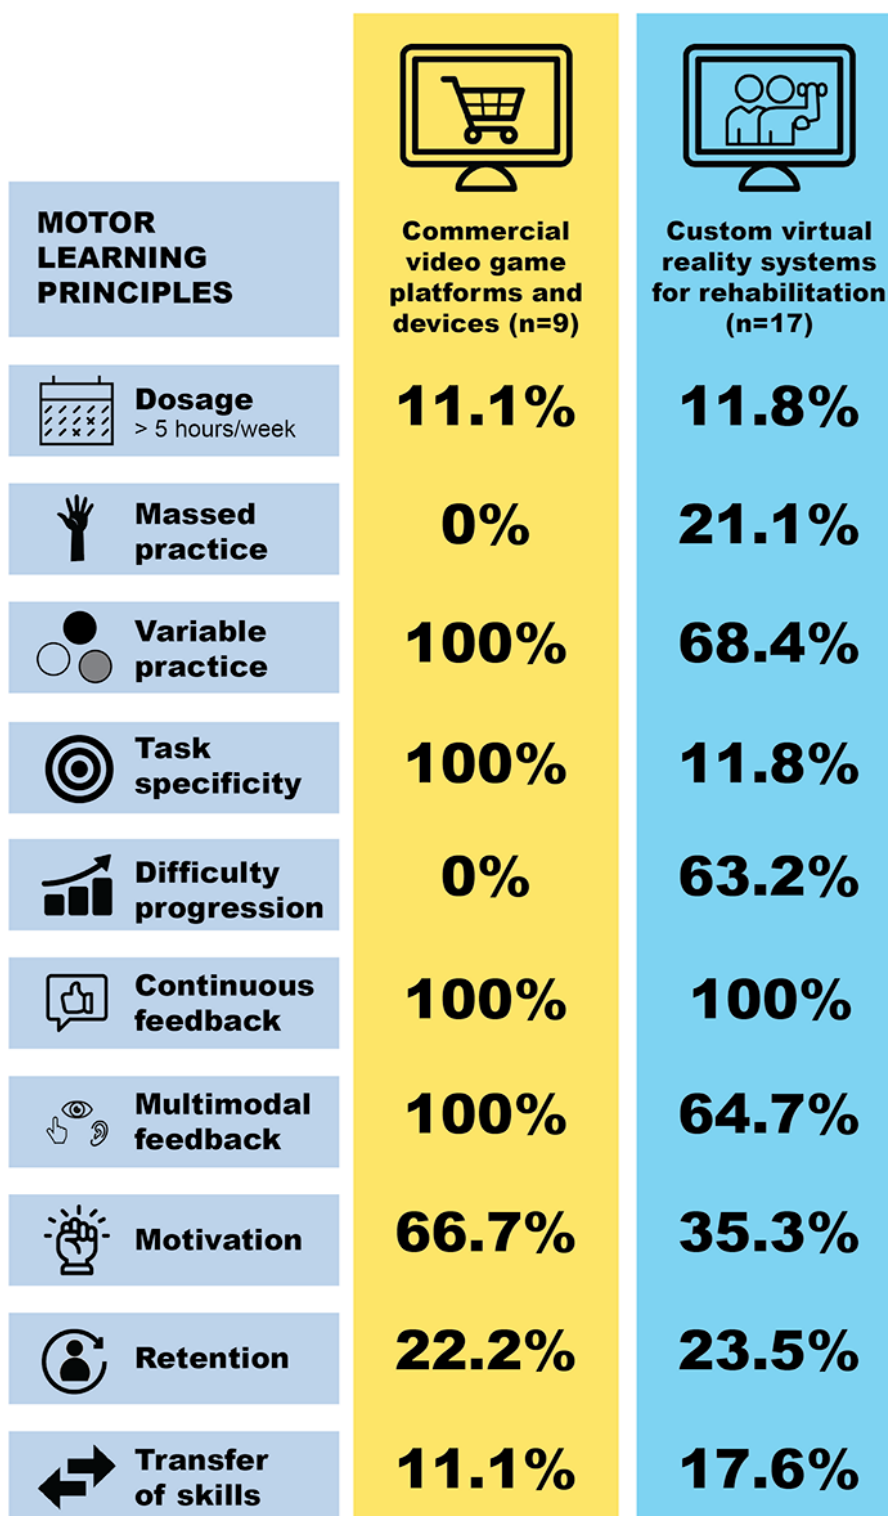 MOTOR
LEARNING
PRINCIPLES
Commercial
video game
platforms and
devices (n=9)
Custom virtual
reality systems
for rehabilitation
(n=17)
Dosage
> 5 hours/week
11.1%
11.8%
Massed
practice
0%
21.1%
Variable
practice
100%
68.4%
Task
specificity
100%
11.8%
Difficulty
progression
0%
63.2%
Continuous
feedback
100%
100%
Multimodal
feedback
100%
64.7%
Motivation
66.7%
35.3%
Retention
22.2%
23.5%
Transfer
of skills
11.1%
17.6%